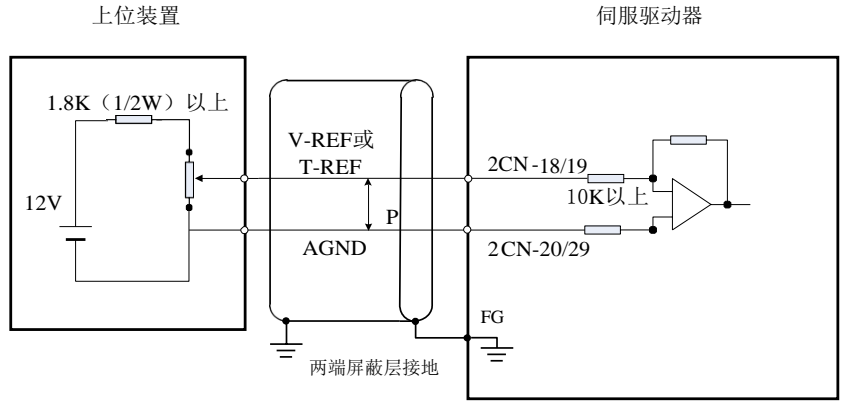 上位装置
伺服驱动器
1.8K（1/2W）以上
V-REF或
T-REF
2CN-18/19
10K以上
12V
P
AGND
2CN-20/29
FG
两端屏蔽层接地